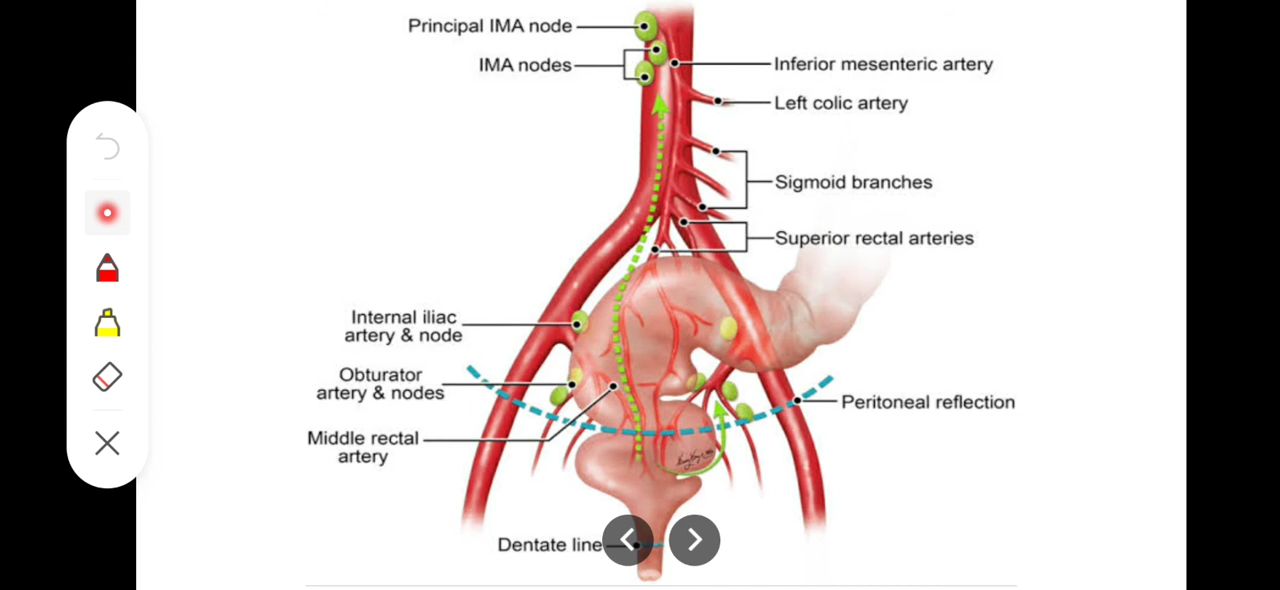 Principal IMA node
IMA nodes
Inferior mesenteric artery
Left colic artery
Sigmoid branches
Superior rectal arteries
Internal iliac
artery & node
Obturator
artery & nodes
Peritoneal reflection
Middle rectal
artery
Dentate line